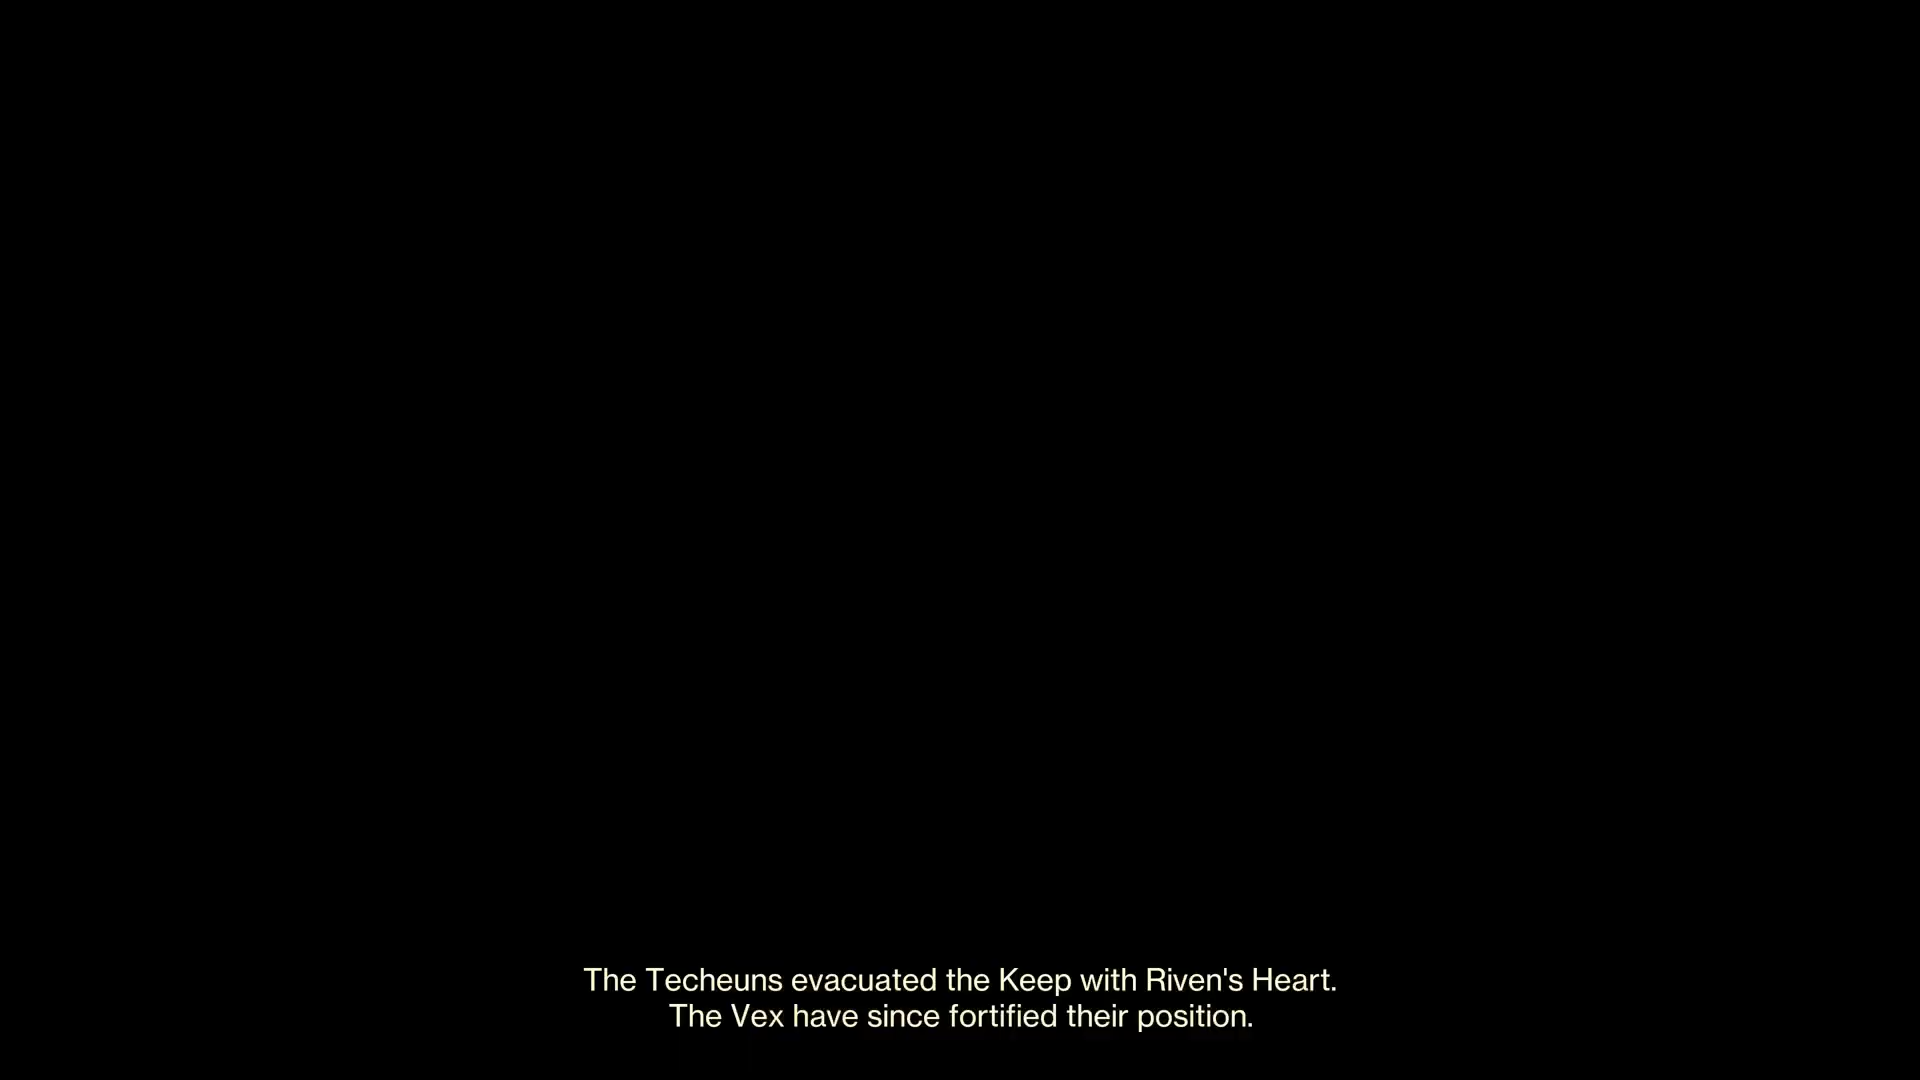 The Techeuns evacuated the Keep with Riven's Heart.
The Vex have since fortified their position.